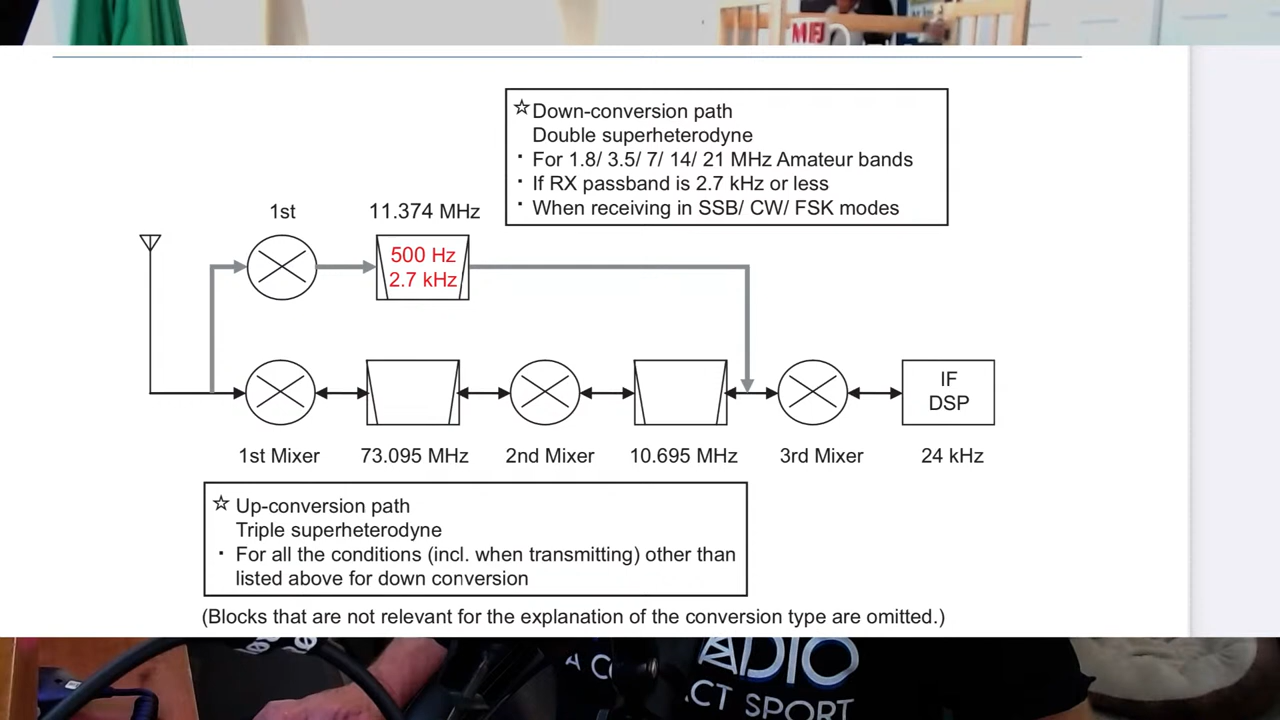 MFJ
☆Down-conversion path
Double superheterodyne
・For 1.8/ 3.5/ 7/ 14/ 21 MHz Amateur bands
・If RX passband is 2.7 kHz or less
・When receiving in SSB/ CW/ FSK modes
1st
11.374 MHz
500 Hz
2.7 kHz
IF
DSP
1st Mixer
73.095 MHz
2nd Mixer
10.695 MHz
3rd Mixer
24 kHz
☆ Up-conversion path
Triple superheterodyne
・For all the conditions (incl. when transmitting) other than
listed above for down conversion
(Blocks that are not relevant for the explanation of the conversion type are omitted.)
ADIO
A C
CT SPORT